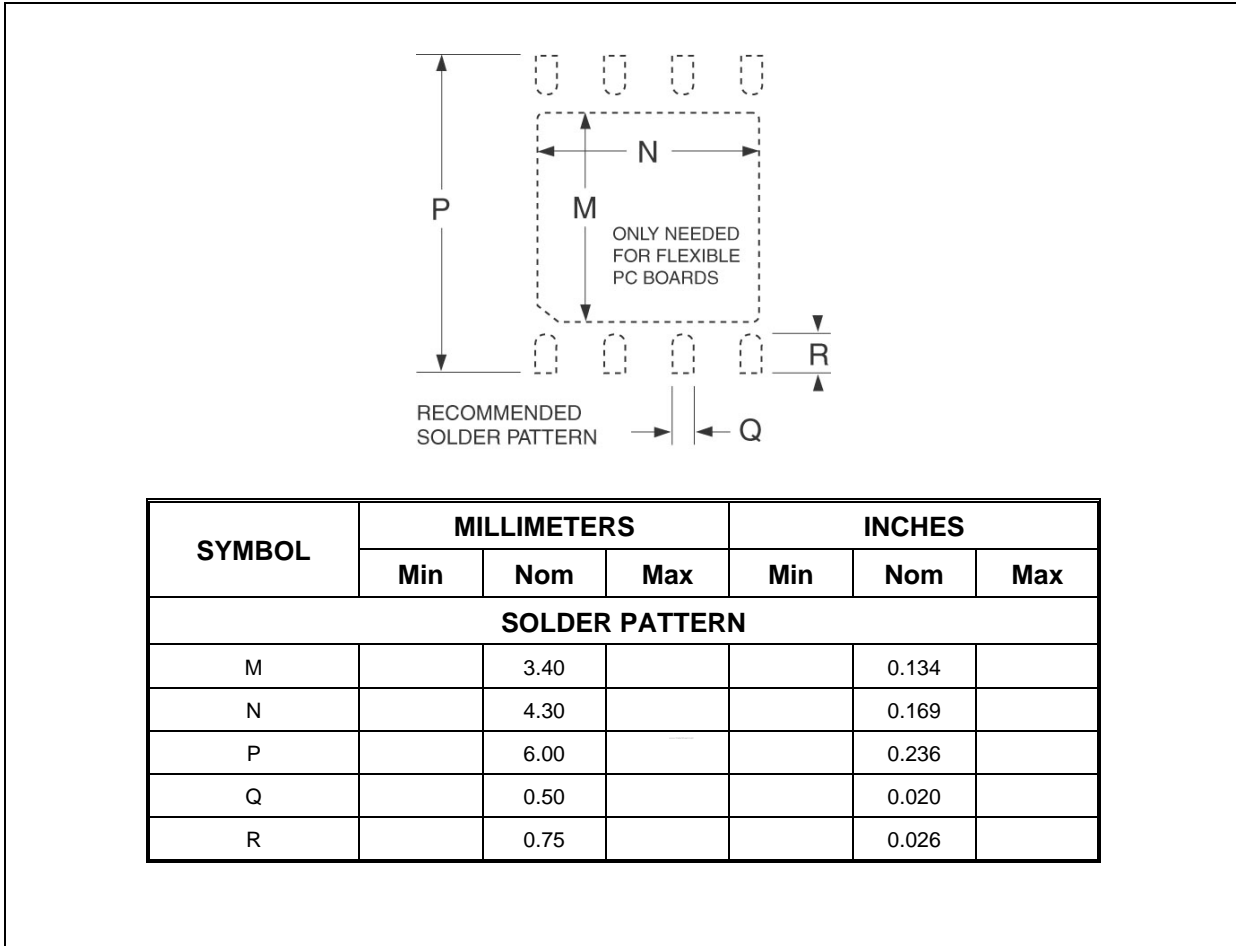 P
N
M
ONLY NEEDED
FOR FLEXIBLE
PC BOARDS
R
RECOMMENDED
SOLDER PATTERN
Q
SYMBOL MILLIMETERS INCHES
Min Nom Max Min Nom Max
SOLDER PATTERN
M 3.40 0.134
N 4.30 0.169
P 6.00 0.236
Q 0.50 0.020
R 0.75 0.026